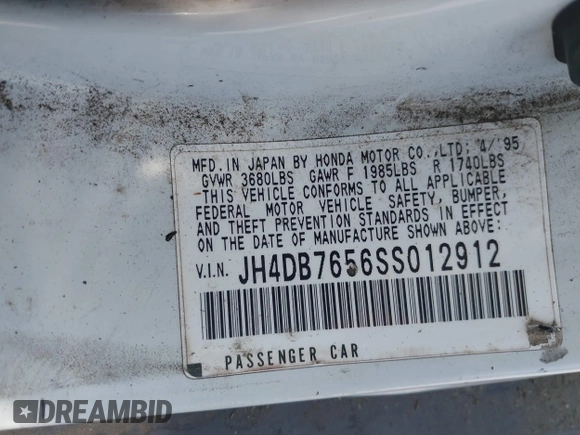 MFD. IN JAPAN BY HONDA MOTOR CO., LTD; 4/'95
GVWR 3680LBS GAWR F 1985LBS R 1740LBS
THIS VEHICLE CONFORMS TO ALL APPLICABLE
FEDERAL MOTOR VEHICLE SAFETY, BUMPER,
AND THEFT PREVENTION STANDARDS IN EFFECT
ON THE DATE OF MANUFACTURE SHOWN ABOVE:
V.I.N. JH4DB7656SS012912
PASSENGER CAR
DREAMBID